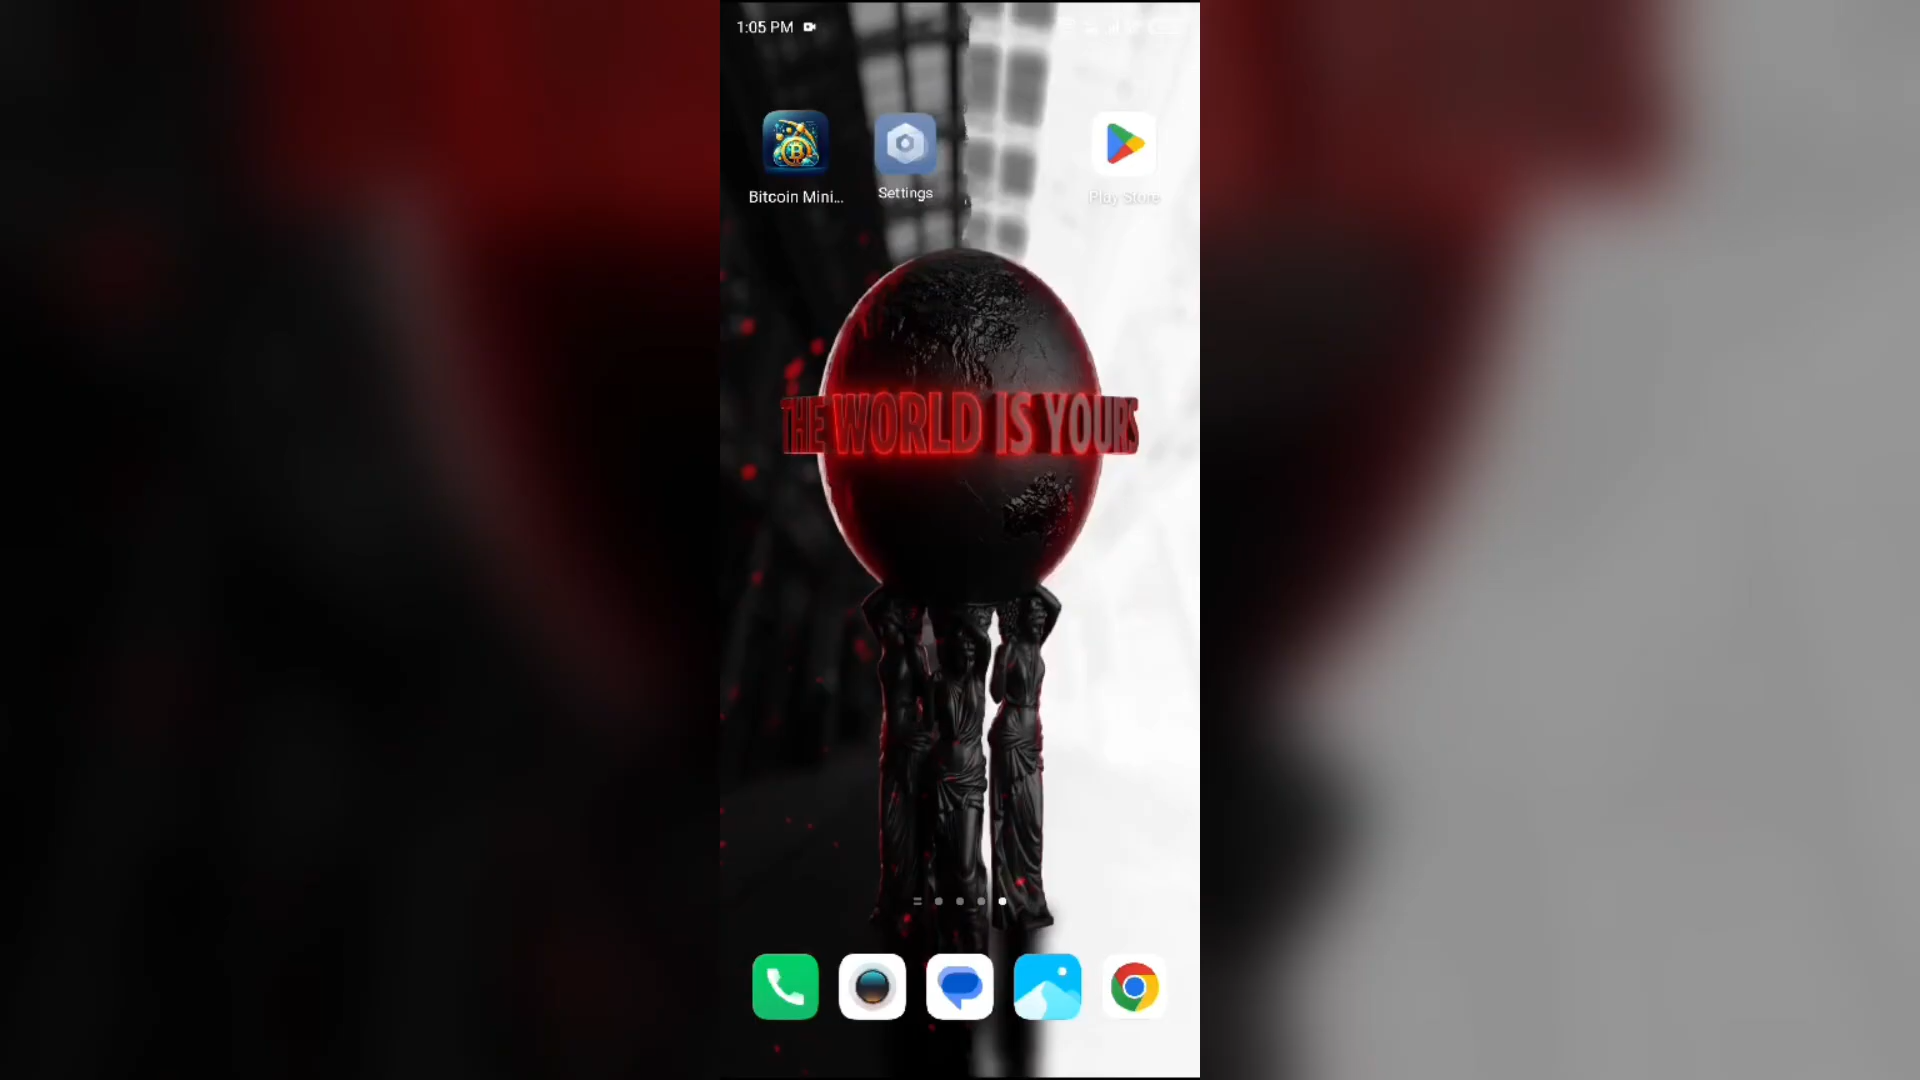 1:05 PM
Bitcoin Mini...
Settings
Play Store
THE WORLD IS YOURS